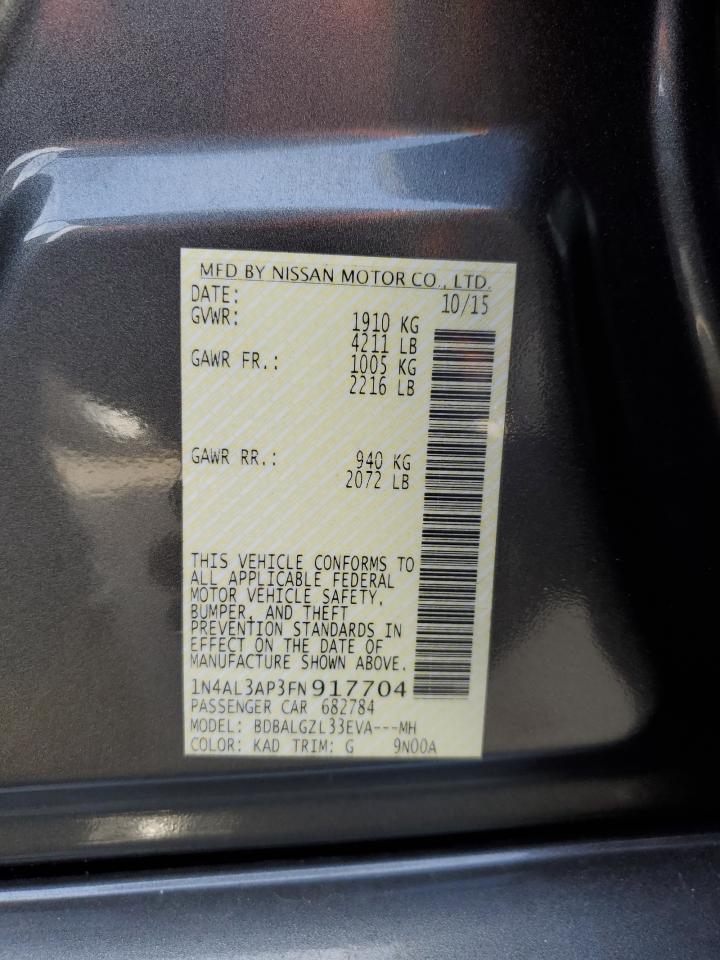 MFD BY NISSAN MOTOR CO., LTD.
DATE: 10/15
GVWR: 1910 KG
4211 LB
GAWR FR.: 1005 KG
2216 LB
GAWR RR.: 940 KG
2072 LB
THIS VEHICLE CONFORMS TO
ALL APPLICABLE FEDERAL
MOTOR VEHICLE SAFETY,
BUMPER, AND THEFT
PREVENTION STANDARDS IN
EFFECT ON THE DATE OF
MANUFACTURE SHOWN ABOVE.
1N4AL3AP3FN917704
PASSENGER CAR 682784
MODEL: BDBALGZL33EVA---MH
COLOR: KAD TRIM: G 9N00A